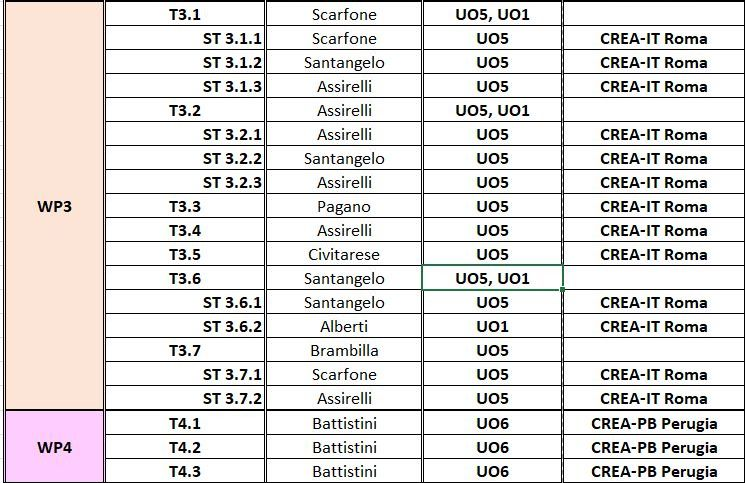 T3.1 Scarfone UO5, UO1
ST 3.1.1 Scarfone UO5 CREA-IT Roma
ST 3.1.2 Santangelo UO5 CREA-IT Roma
ST 3.1.3 Assirelli UO5 CREA-IT Roma
T3.2 Assirelli UO5, UO1
ST 3.2.1 Assirelli UO5 CREA-IT Roma
ST 3.2.2 Santangelo UO5 CREA-IT Roma
ST 3.2.3 Assirelli UO5 CREA-IT Roma
WP3 T3.3 Pagano UO5 CREA-IT Roma
T3.4 Assirelli UO5 CREA-IT Roma
T3.5 Civitarese UO5 CREA-IT Roma
T3.6 Santangelo UO5, UO1
ST 3.6.1 Santangelo UO5 CREA-IT Roma
ST 3.6.2 Alberti UO1 CREA-IT Roma
T3.7 Brambilla UO5
ST 3.7.1 Scarfone UO5 CREA-IT Roma
ST 3.7.2 Assirelli UO5 CREA-IT Roma
T4.1 Battistini UO6 CREA-PB Perugia
WP4 T4.2 Battistini UO6 CREA-PB Perugia
T4.3 Battistini UO6 CREA-PB Perugia